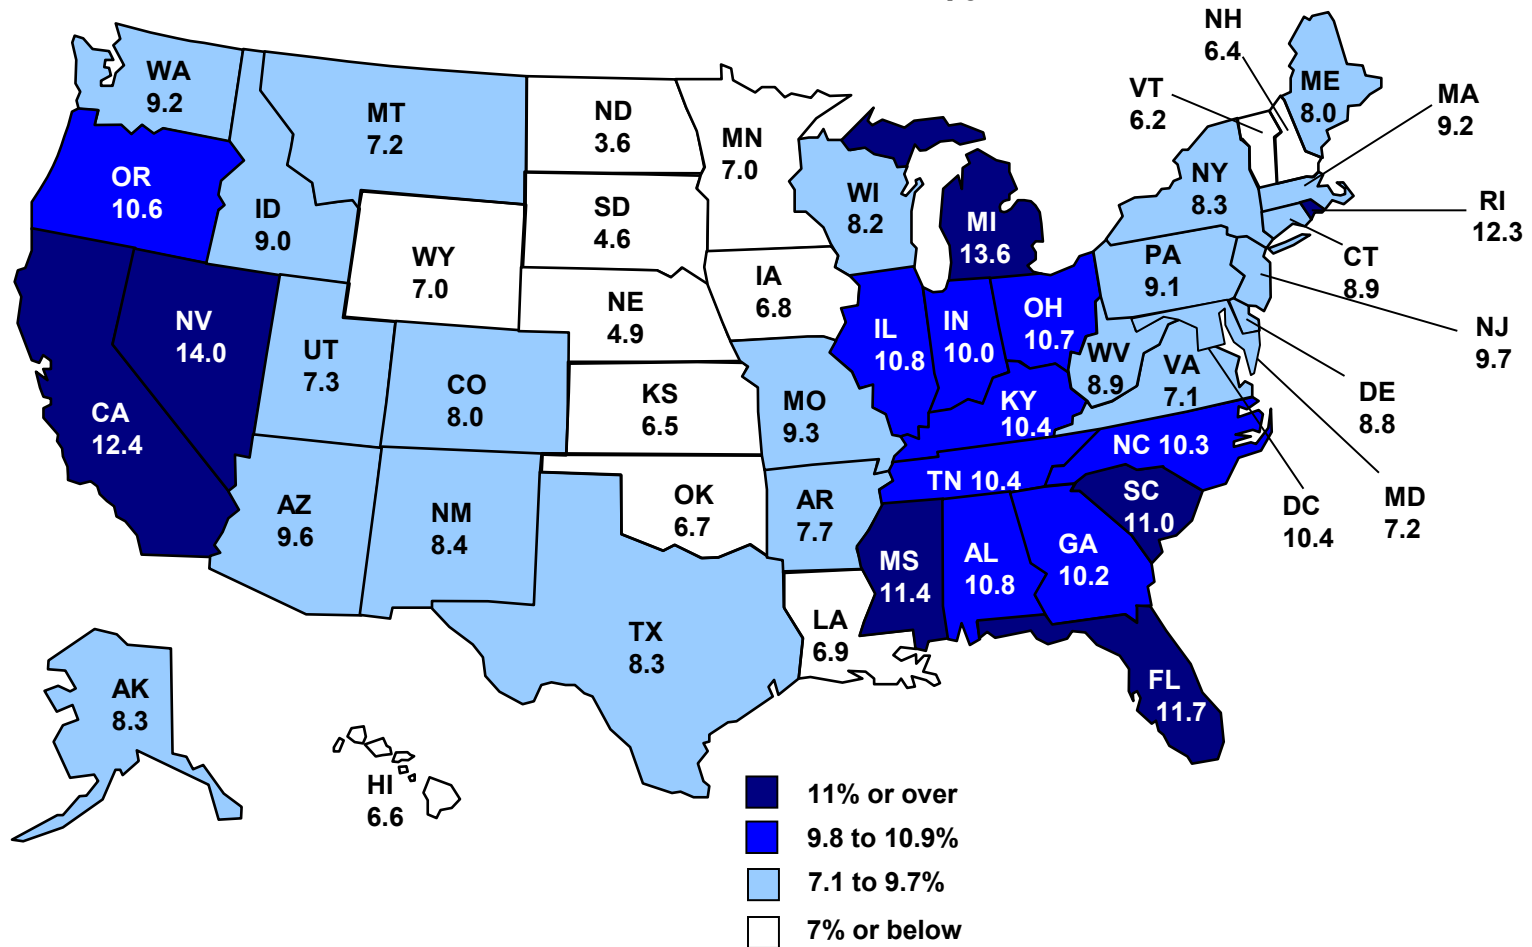 NH
6.4
WA
9.2
MT
7.2
ND
3.6
MN
7.0
VT
6.2
ME
8.0
MA
9.2
OR
10.6
ID
9.0
SD
4.6
WI
8.2
MI
13.6
NY
8.3
RI
12.3
WY
7.0
IA
6.8
PA
9.1
CT
8.9
NV
14.0
UT
7.3
NE
4.9
IL
10.8
IN
10.0
OH
10.7
NJ
9.7
CA
12.4
CO
8.0
KS
6.5
MO
9.3
KY
10.4
WV
8.9
VA
7.1
DE
8.8
AZ
9.6
NM
8.4
OK
6.7
AR
7.7
TN 10.4
NC 10.3
SC
11.0
DC
10.4
MD
7.2
MS
11.4
AL
10.8
GA
10.2
TX
8.3
LA
6.9
FL
11.7
AK
8.3
HI
6.6
11% or over
9.8 to 10.9%
7.1 to 9.7%
7% or below